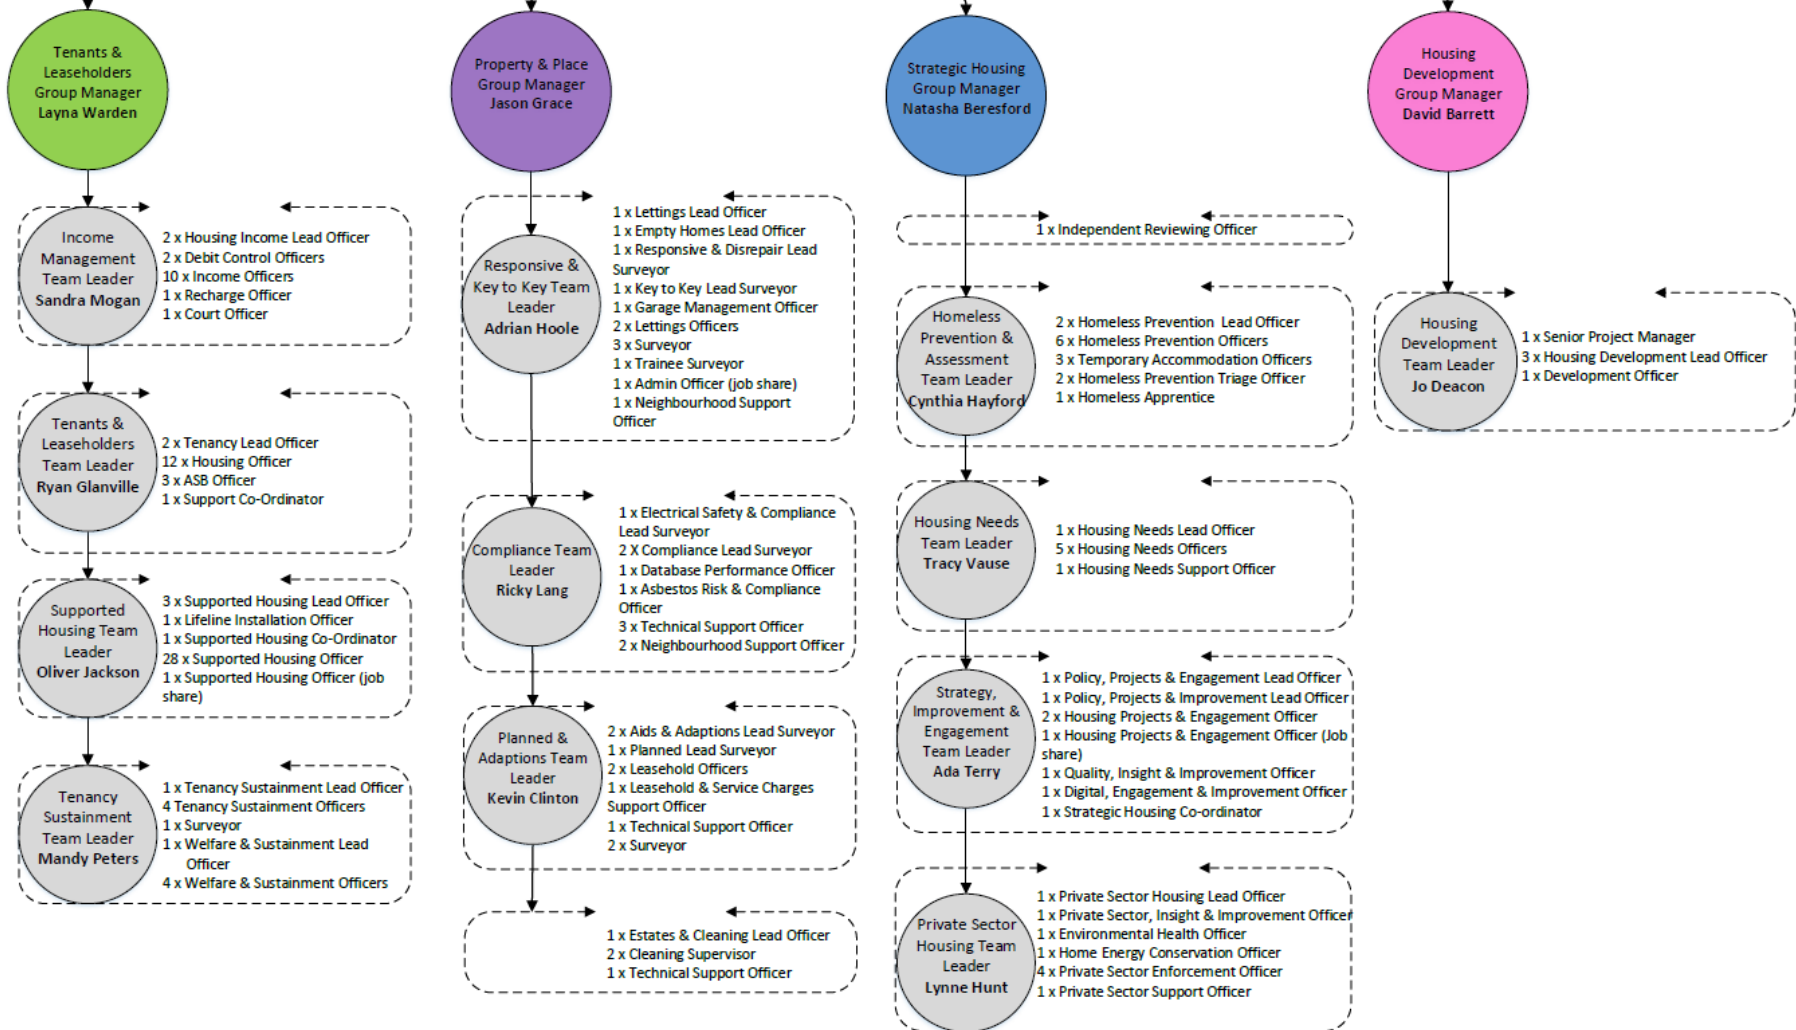 Tenants &
Leaseholders
Group Manager
Layna Warden
Income
Management
Team Leader
Sandra Mogan
2 x Housing Income Lead Officer
2 x Debit Control Officers
10 x Income Officers
1 x Recharge Officer
1 x Court Officer
Tenants &
Leaseholders
Team Leader
Ryan Glanville
2 x Tenancy Lead Officer
12 x Housing Officer
3 x ASB Officer
1 x Support Co-Ordinator
Supported
Housing Team
Leader
Oliver Jackson
3 x Supported Housing Lead Officer
1 x Lifeline Installation Officer
1 x Supported Housing Co-Ordinator
28 x Supported Housing Officer
1 x Supported Housing Officer (job
share)
Tenancy
Sustainment
Team Leader
Mandy Peters
1 x Tenancy Sustainment Lead Officer
4 Tenancy Sustainment Officers
1 x Surveyor
1 x Welfare & Sustainment Lead
Officer
4 x Welfare & Sustainment Officers
Property & Place
Group Manager
Jason Grace
Responsive &
Key to Key Team
Leader
Adrian Hoole
1 x Lettings Lead Officer
1 x Empty Homes Lead Officer
1 x Responsive & Disrepair Lead
Surveyor
1 x Key to Key Lead Surveyor
1 x Garage Management Officer
2 x Lettings Officers
3 x Surveyor
1 x Trainee Surveyor
1 x Admin Officer (job share)
1 x Neighbourhood Support
Officer
Compliance Team
Leader
Ricky Lang
1 x Electrical Safety & Compliance
Lead Surveyor
2 X Compliance Lead Surveyor
1 x Database Performance Officer
1 x Asbestos Risk & Compliance
Officer
3 x Technical Support Officer
2 x Neighbourhood Support Officer
Planned &
Adaptions Team
Leader
Kevin Clinton
2 x Aids & Adaptions Lead Surveyor
1 x Planned Lead Surveyor
2 x Leasehold Officers
1 x Leasehold & Service Charges
Support Officer
1 x Technical Support Officer
2 x Surveyor
1 x Estates & Cleaning Lead Officer
2 x Cleaning Supervisor
1 x Technical Support Officer
Strategic Housing
Group Manager
Natasha Beresford
1 x Independent Reviewing Officer
Homeless
Prevention &
Assessment
Team Leader
Cynthia Hayford
2 x Homeless Prevention Lead Officer
6 x Homeless Prevention Officers
3 x Temporary Accommodation Officers
2 x Homeless Prevention Triage Officer
1 x Homeless Apprentice
Housing Needs
Team Leader
Tracy Vause
1 x Housing Needs Lead Officer
5 x Housing Needs Officers
1 x Housing Needs Support Officer
Strategy,
Improvement &
Engagement
Team Leader
Ada Terry
1 x Policy, Projects & Engagement Lead Officer
1 x Policy, Projects & Improvement Lead Officer
2 x Housing Projects & Engagement Officer
1 x Housing Projects & Engagement Officer (Job
share)
1 x Quality, Insight & Improvement Officer
1 x Digital, Engagement & Improvement Officer
1 x Strategic Housing Co-ordinator
Private Sector
Housing Team
Leader
Lynne Hunt
1 x Private Sector Housing Lead Officer
1 x Private Sector, Insight & Improvement Officer
1 x Environmental Health Officer
1 x Home Energy Conservation Officer
4 x Private Sector Enforcement Officer
1 x Private Sector Support Officer
Housing
Development
Group Manager
David Barrett
Housing
Development
Team Leader
Jo Deacon
1 x Senior Project Manager
3 x Housing Development Lead Officer
1 x Development Officer